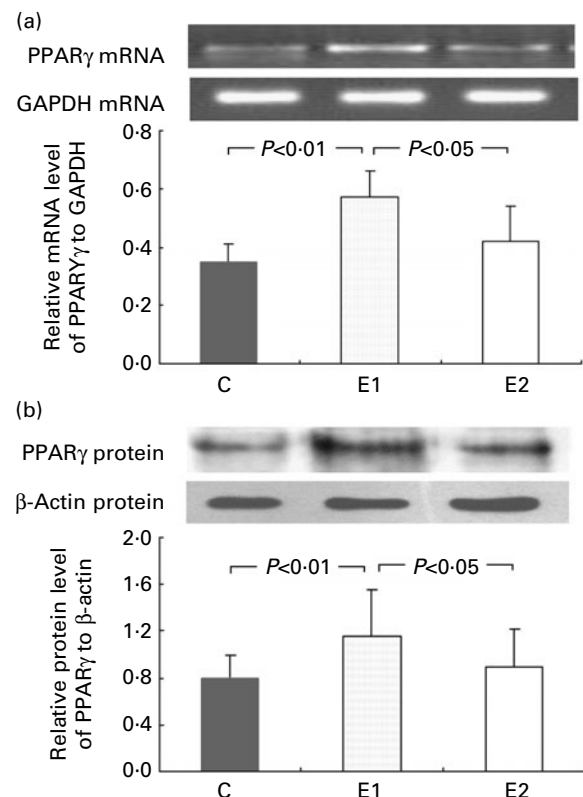 (a)
PPARγ mRNA
GAPDH mRNA
Relative mRNA level
of PPARYγ to GAPDH
0·8
0·6
0·4
0·2
0·0
P<0·01
P<0·05
C
E1
E2
(b)
PPARγ protein
β-Actin protein
Relative protein level
of PPARγ to β-actin
2·0
1·6
1·2
0·8
0·4
0·0
P<0·01
P<0·05
C
E1
E2